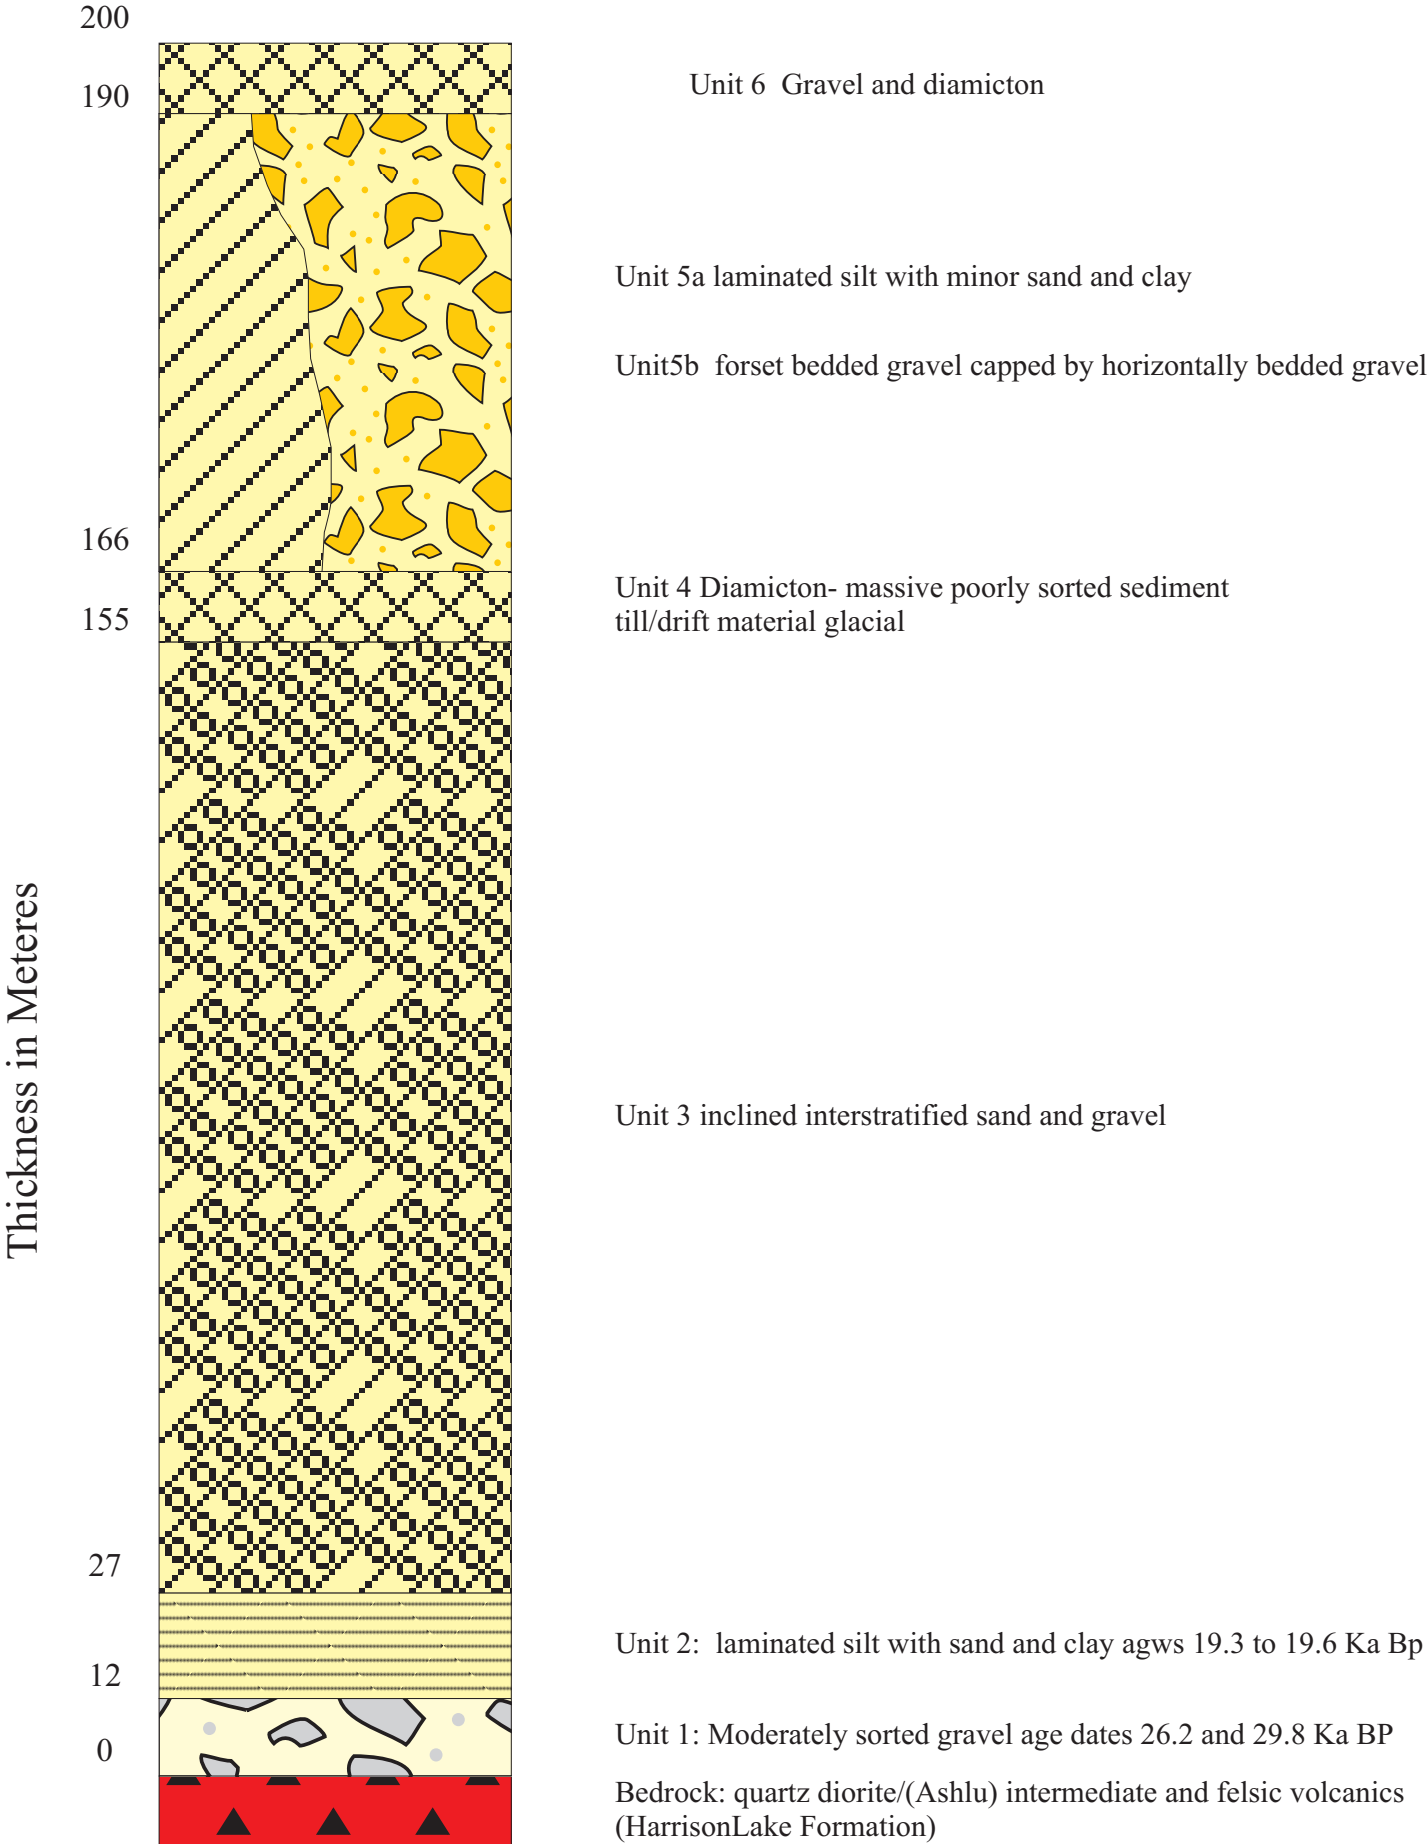 200
190
Unit 6  Gravel and diamicton
Unit 5a laminated silt with minor sand and clay
Unit5b  forset bedded gravel capped by horizontally bedded gravel
166
155
Unit 4 Diamicton- massive poorly sorted sediment
till/drift material glacial
Thickness in Meteres
Unit 3 inclined interstratified sand and gravel
27
Unit 2:  laminated silt with sand and clay agws 19.3 to 19.6 Ka Bp
12
Unit 1: Moderately sorted gravel age dates 26.2 and 29.8 Ka BP
0
Bedrock: quartz diorite/(Ashlu) intermediate and felsic volcanics
(HarrisonLake Formation)